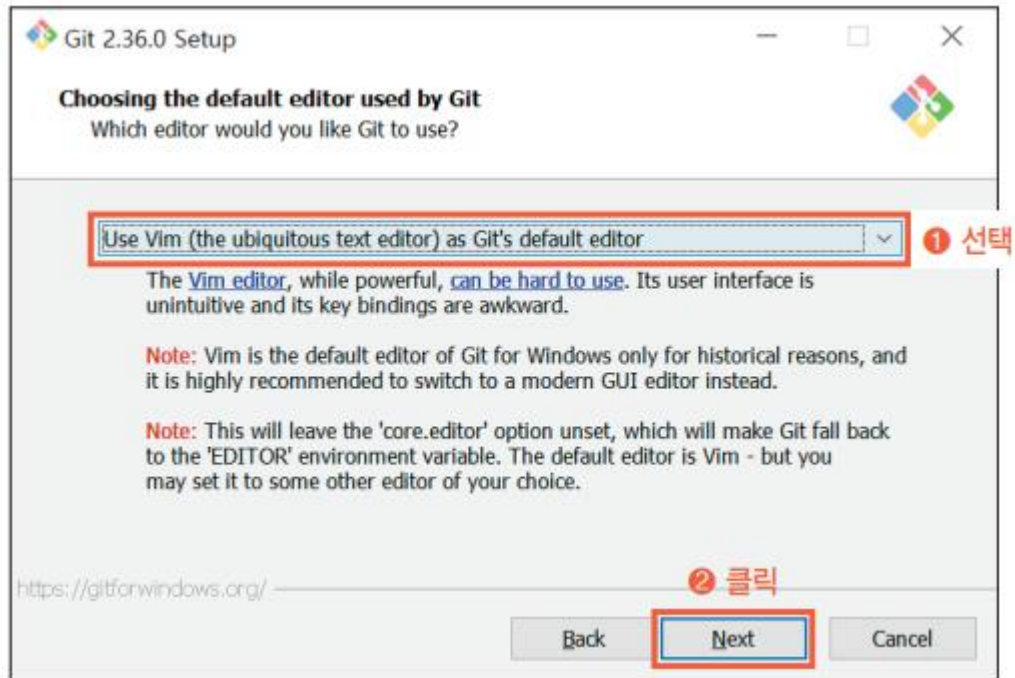 Git 2.36.0 Setup
Choosing the default editor used by Git
Which editor would you like Git to use?
Use Vim (the ubiquitous text editor) as Git's default editor
❶ 선택
The Vim editor, while powerful, can be hard to use. Its user interface is
unintuitive and its key bindings are awkward.
Note: Vim is the default editor of Git for Windows only for historical reasons, and
it is highly recommended to switch to a modern GUI editor instead.
Note: This will leave the 'core.editor' option unset, which will make Git fall back
to the 'EDITOR' environment variable. The default editor is Vim - but you
may set it to some other editor of your choice.
https://gitforwindows.org/
❷ 클릭
Back Next Cancel